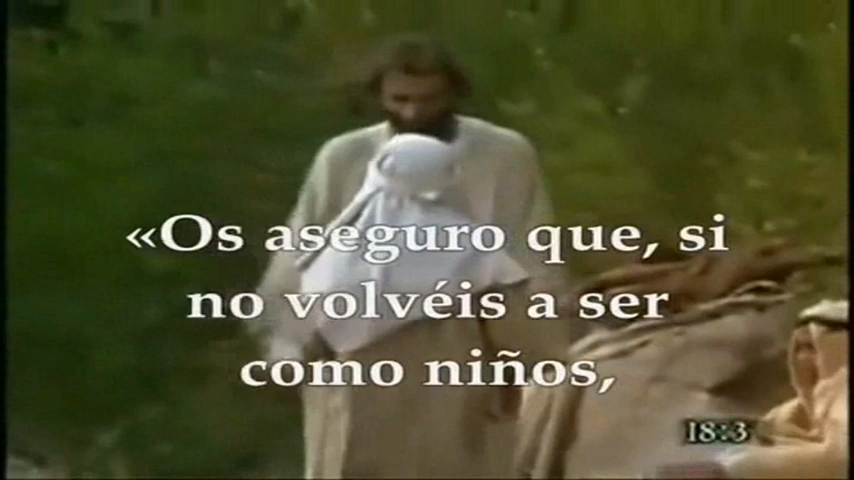 «Os aseguro que, si
no volvéis a ser
como niños,
18:3